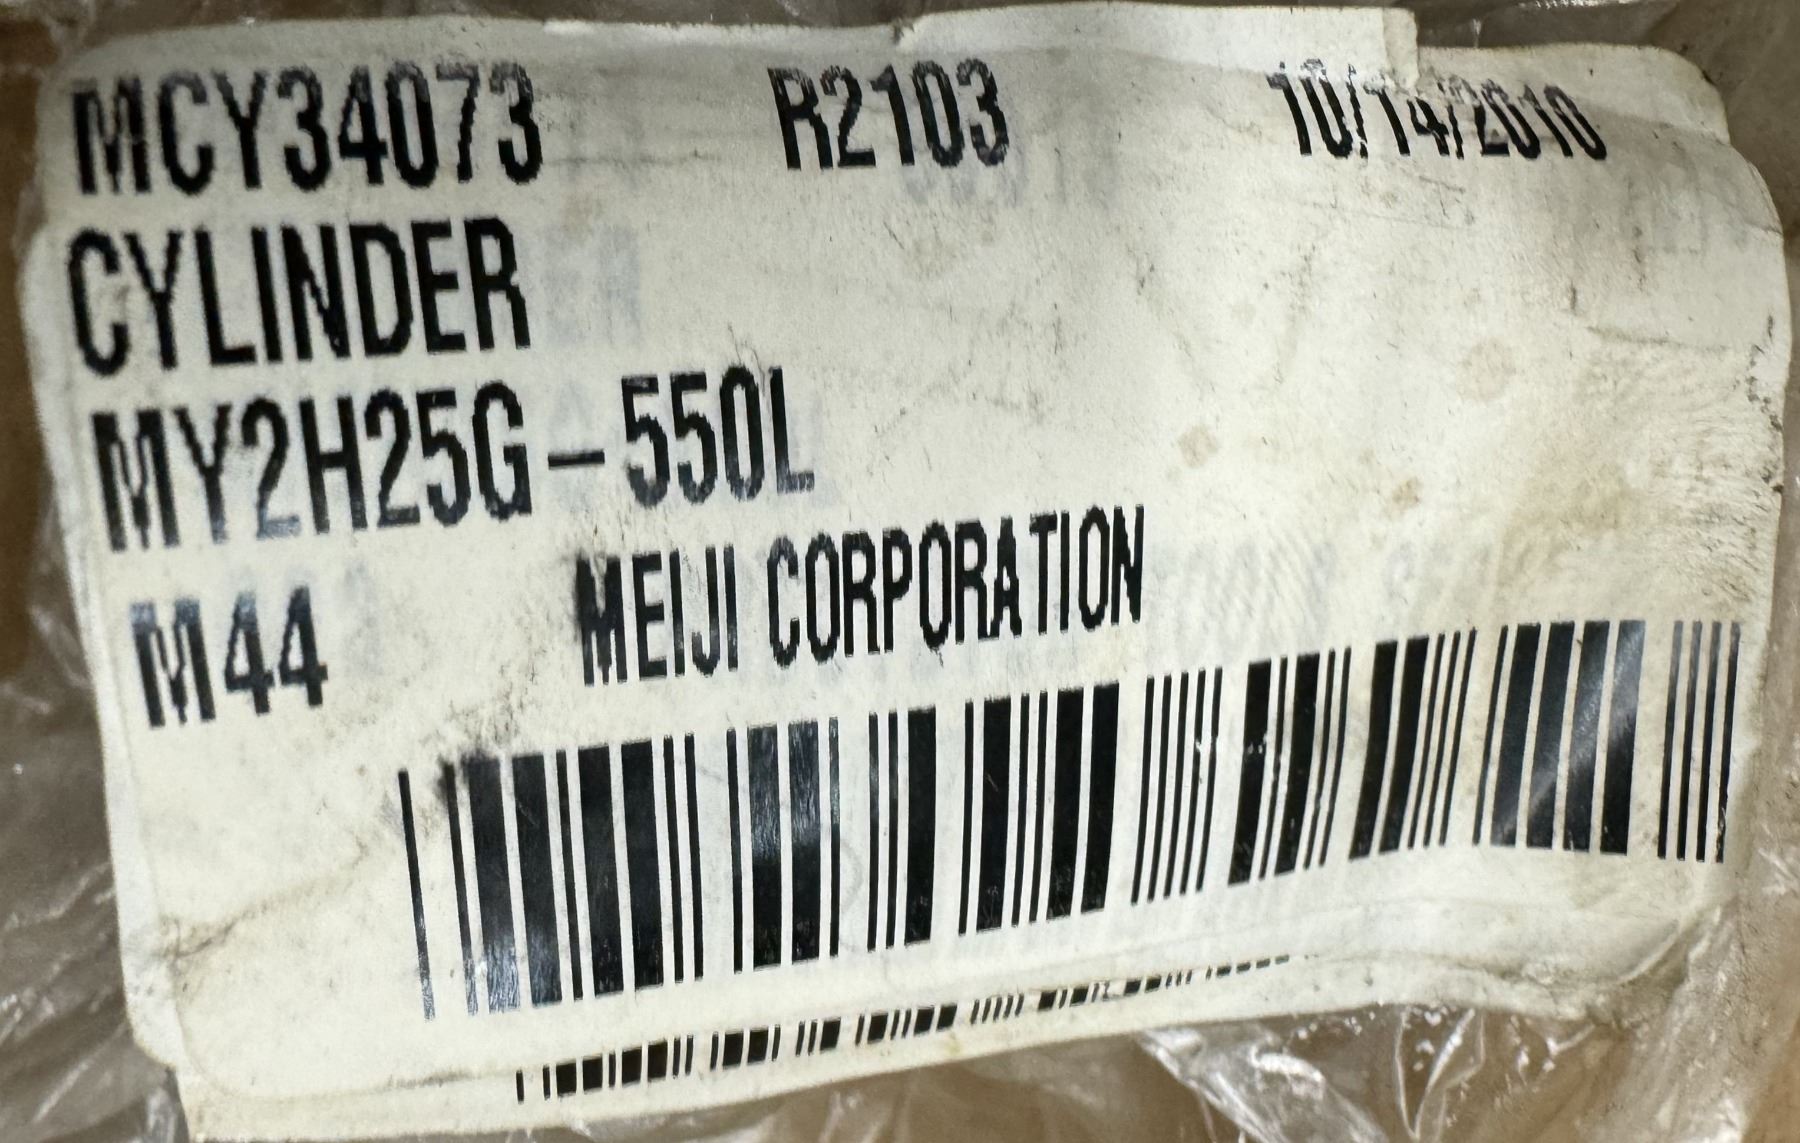 MCY34073 R2103 10/14/2010
CYLINDER
MY2H25G-550L
M44 MEIJI CORPORATION